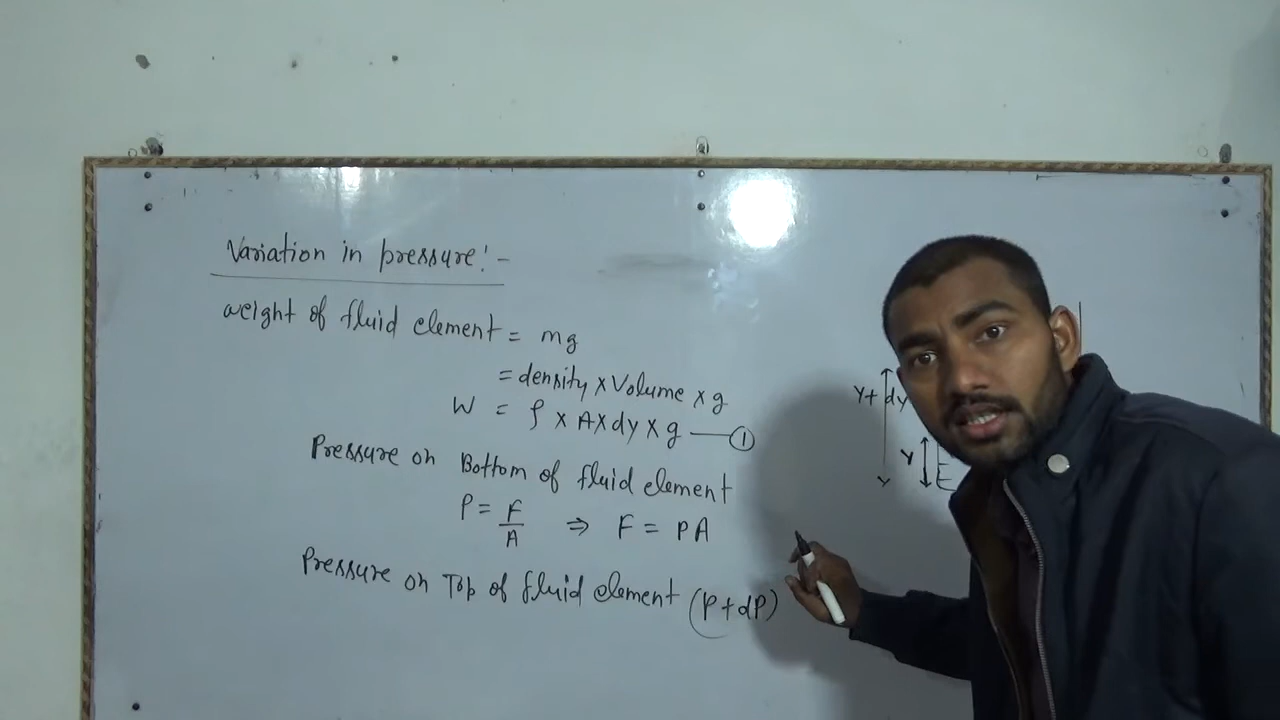 Variation in pressure:-
weight of fluid element = mg
= density × Volume × g
W = ρ × A × dy × g — ①
Pressure on Bottom of fluid element
P = F/A ⇒ F = PA
Pressure on Top of fluid element (P+dP)
Y+dy
Y
E